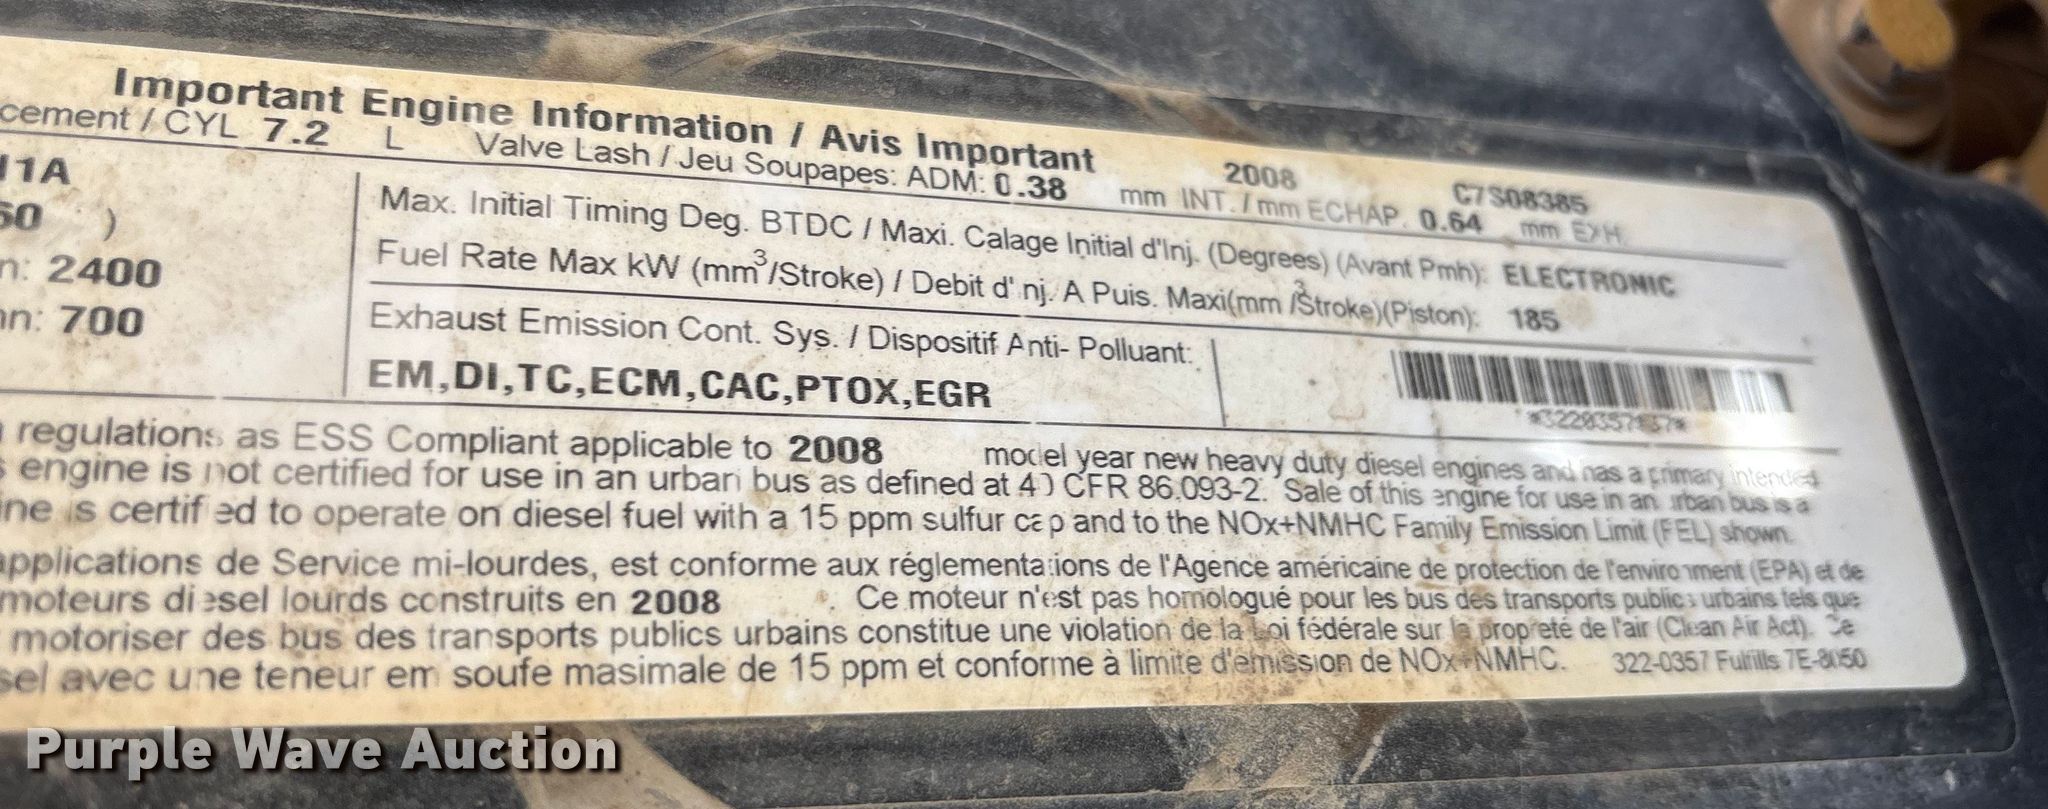 Important Engine Information / Avis Important 2008 C7S08385
cement / CYL 7.2 L Valve Lash / Jeu Soupapes: ADM: 0.38 mm INT. / mm ECHAP. 0.64 mm EXH.
11A
50 )
n: 2400
nn: 700
Max. Initial Timing Deg. BTDC / Maxi. Calage Initial d'Inj. (Degrees) (Avant Pmh): ELECTRONIC
Fuel Rate Max kW (mm3/Stroke) / Debit d' nj. A Puis. Maxi(mm3/Stroke)(Piston): 185
Exhaust Emission Cont. Sys. / Dispositif Anti- Polluant:
EM,DI,TC,ECM,CAC,PTOX,EGR
regulations as ESS Compliant applicable to 2008 model year new heavy duty diesel engines and has a primary intended
s engine is not certified for use in an urban bus as defined at 40 CFR 86.093-2. Sale of this engine for use in an urban bus is a
ine is certified to operate on diesel fuel with a 15 ppm sulfur cap and to the NOx+NMHC Family Emission Limit (FEL) shown.
applications de Service mi-lourdes, est conforme aux réglementations de l'Agence américaine de protection de l'environment (EPA) et de
moteurs diesel lourds construits en 2008 . Ce moteur n'est pas homologué pour les bus des transports publics urbains tels que
motoriser des bus des transports publics urbains constitue une violation de la Loi fédérale sur la propreté de l'air (Clean Air Act). Ce
sel avec une teneur em soufe masimale de 15 ppm et conforme à limite d'emission de NOx+NMHC. 322-0357 Fulfills 7E-8050
Purple Wave Auction